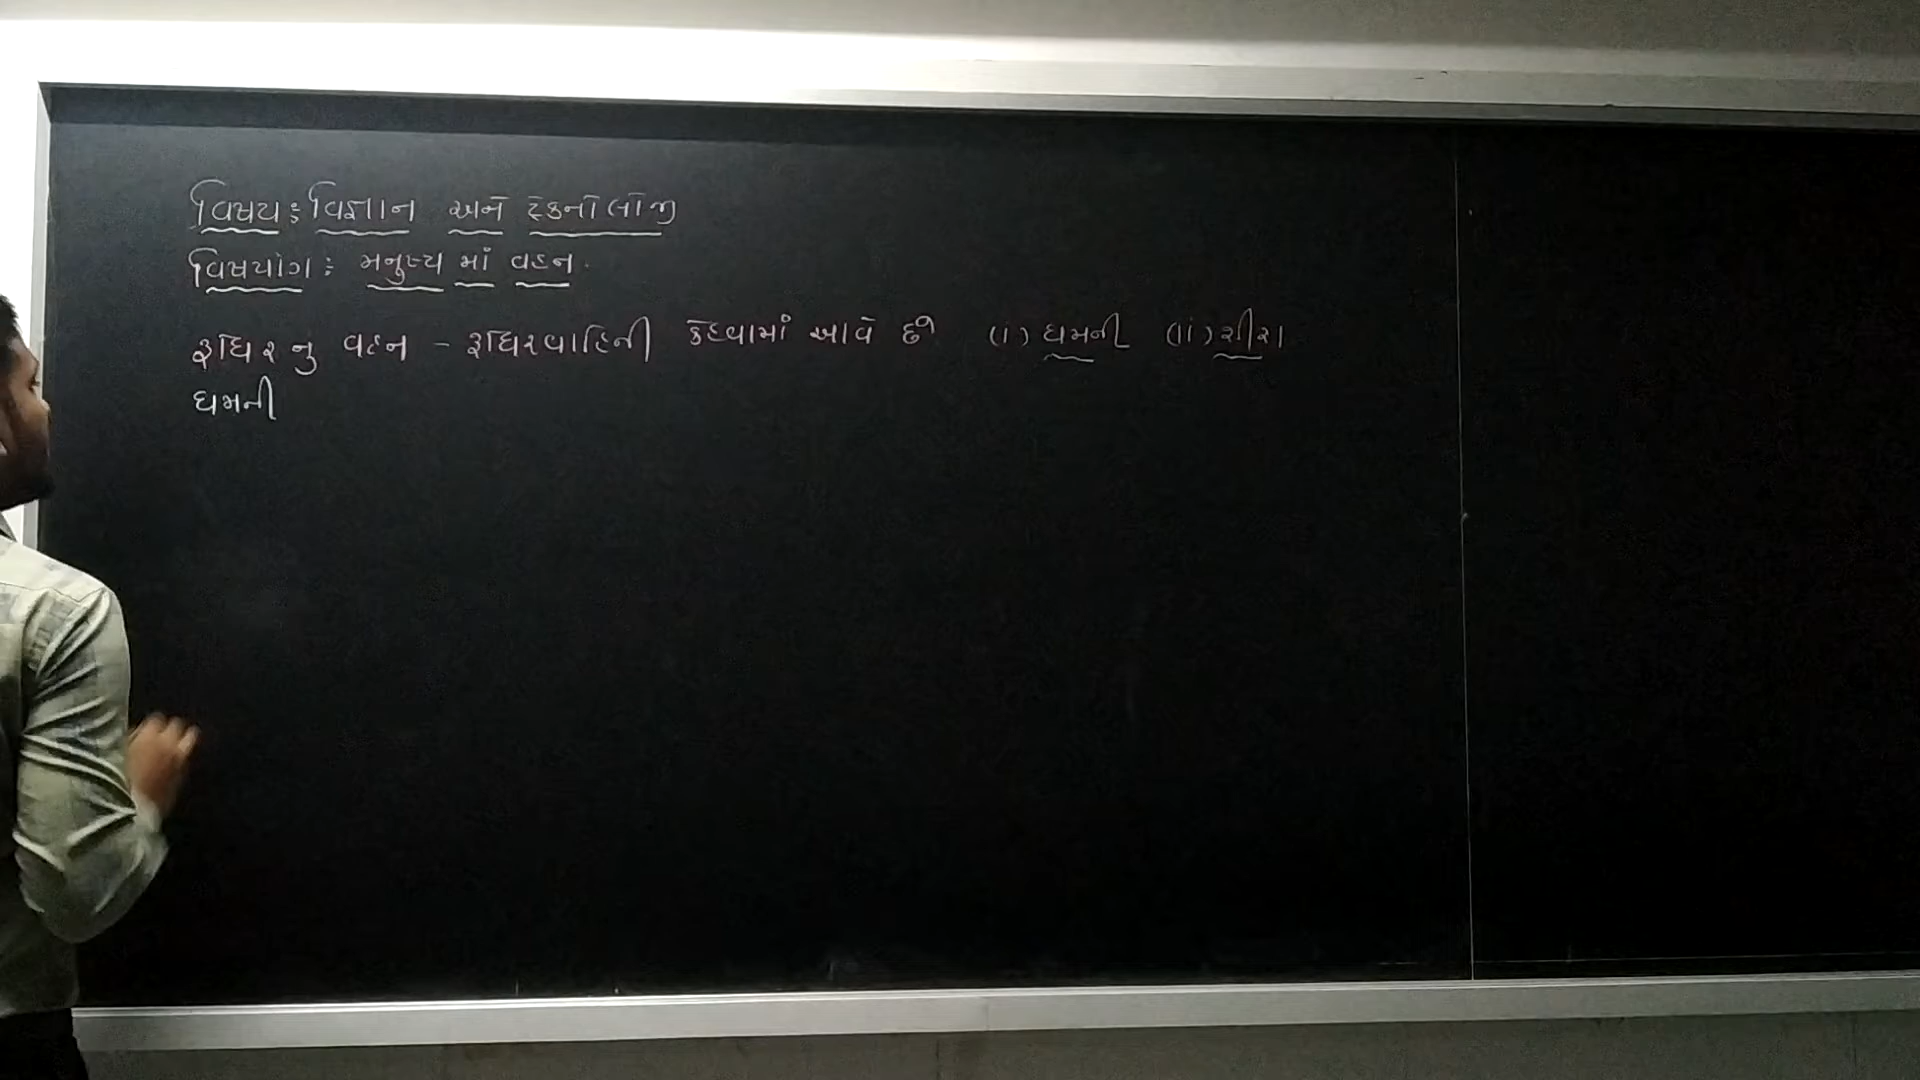 વિષય: વિજ્ઞાન અને ટેકનોલોજી
વિષયાંગ: મનુષ્ય માં વહન.
રૂધિર નુ વહન - રૂધિરવાહિની કહેવામાં આવે છે (i) ધમની (ii) શીરા
ધમની